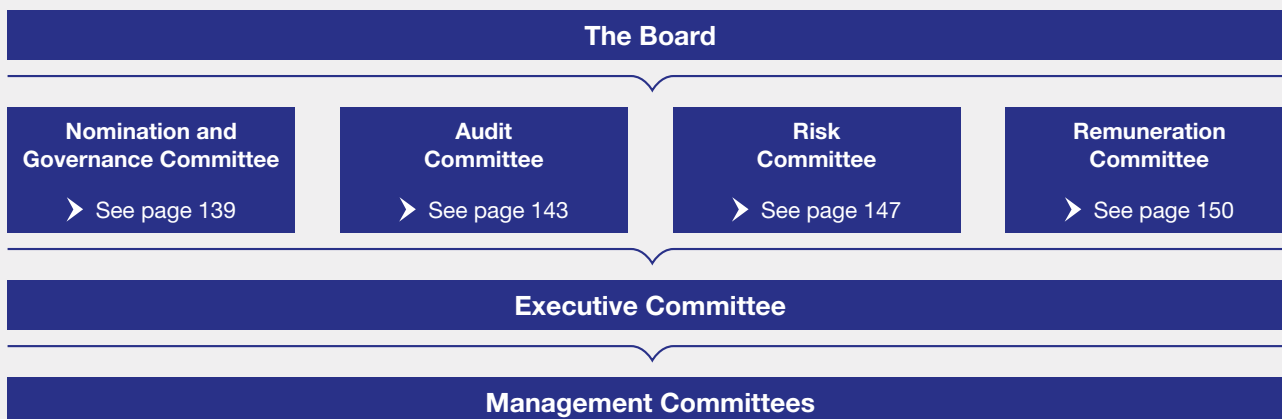 The Board
Nomination and
Governance Committee
See page 139
Audit
Committee
See page 143
Risk
Committee
See page 147
Remuneration
Committee
See page 150
Executive Committee
Management Committees